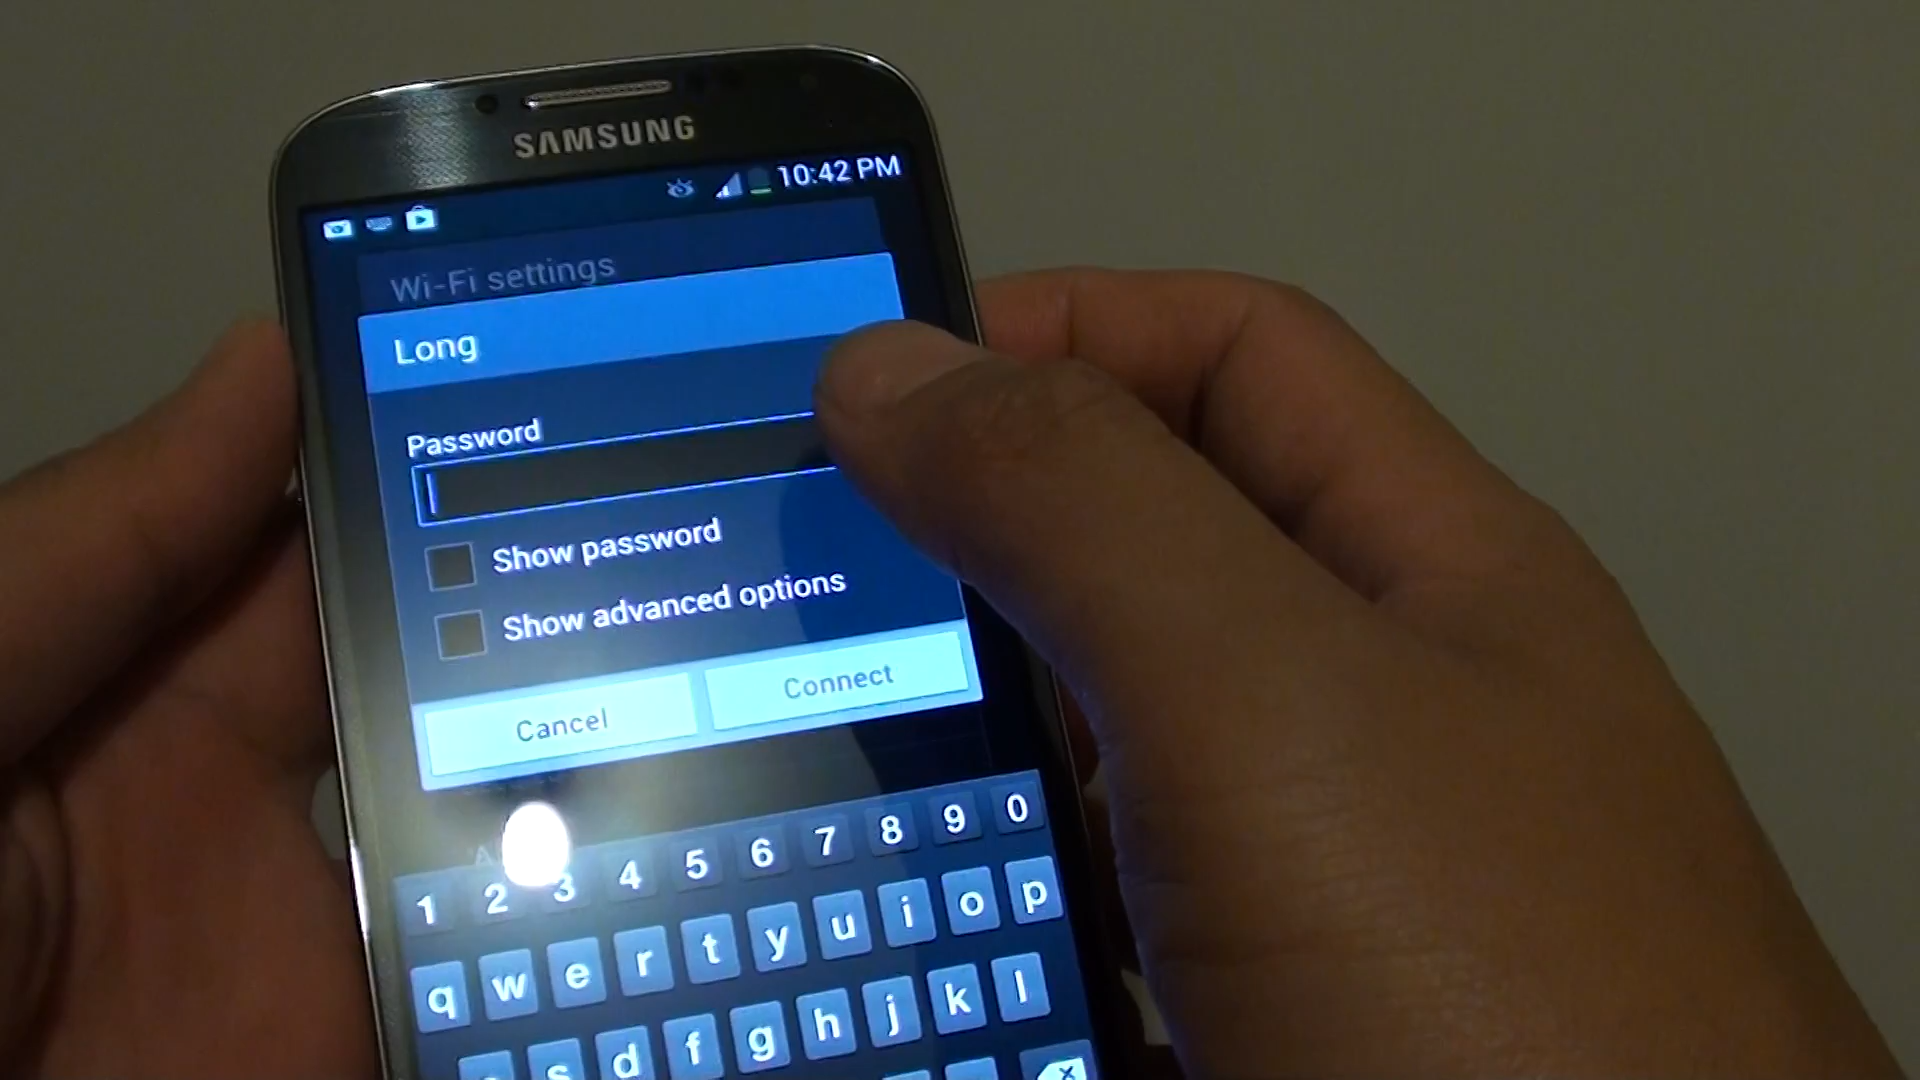 SAMSUNG
10:42 PM
Wi-Fi settings
Long
Password
Show password
Show advanced options
Cancel
Connect
1 2 3 4 5 6 7 8 9 0
q w e r t y u i o p
s d f g h j k l